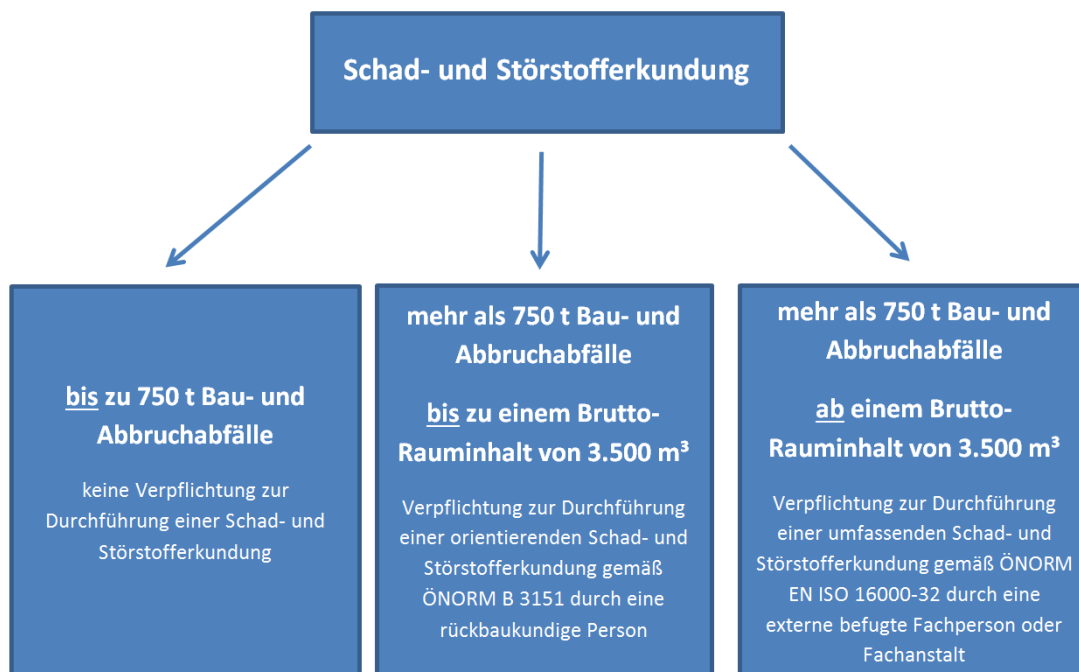 Schad- und Störstofferkundung
bis zu 750 t Bau- und
Abbruchabfälle
keine Verpflichtung zur
Durchführung einer Schad- und
Störstofferkundung
mehr als 750 t Bau- und
Abbruchabfälle
bis zu einem Brutto-
Rauminhalt von 3.500 m³
Verpflichtung zur Durchführung
einer orientierenden Schad- und
Störstofferkundung gemäß
ÖNORM B 3151 durch eine
rückbaukundige Person
mehr als 750 t Bau- und
Abbruchabfälle
ab einem Brutto-
Rauminhalt von 3.500 m³
Verpflichtung zur Durchführung
einer umfassenden Schad- und
Störstofferkundung gemäß ÖNORM
EN ISO 16000-32 durch eine
externe befugte Fachperson oder
Fachanstalt